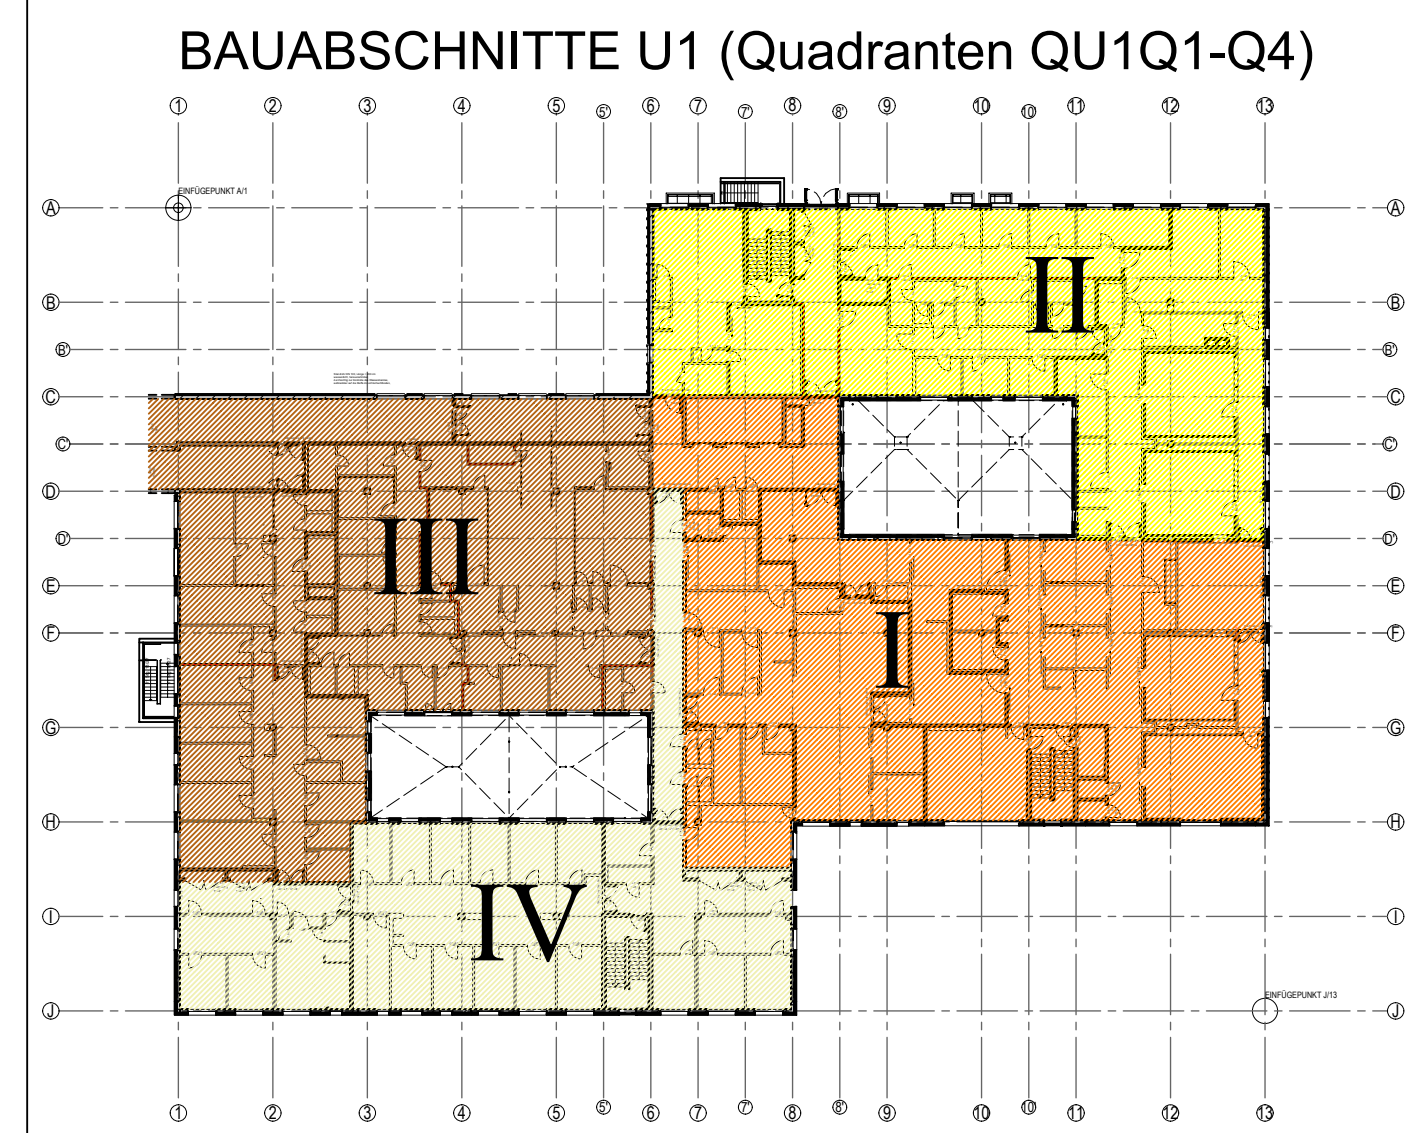 BAUABSCHNITTE U1 (Quadranten QU1Q1-Q4)
1 2 3 4 5 5' 6 7 7' 8 8' 9 10 10' 11 12 13
EINFÜGEPUNKT A/1
A A
II
B B
B' B'
C C
C' C'
D D
III
D' D'
E E
I
F F
G G
H H
IV
I I
EINFÜGEPUNKT J/13
J J
1 2 3 4 5 5' 6 7 7' 8 8' 9 10 10' 11 12 13